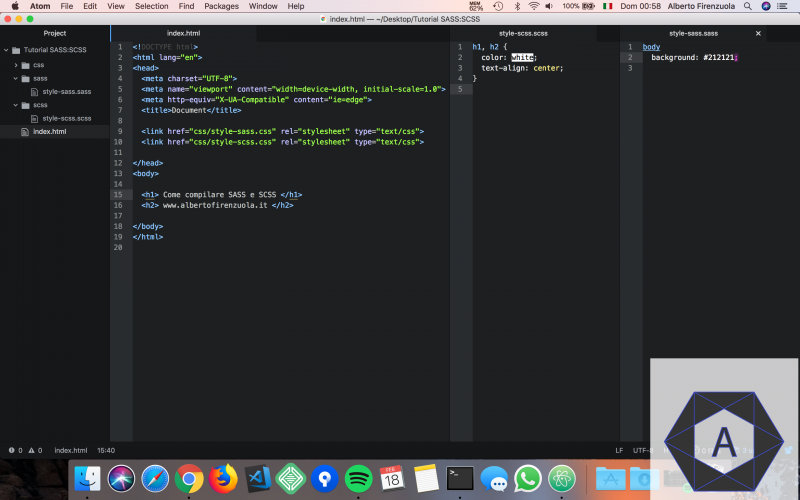 Atom File Edit View Selection Find Packages Window Help MEM 62% 100% Dom 00:58 Alberto Firenzuola
index.html — ~/Desktop/Tutorial SASS:SCSS
Project
Tutorial SASS:SCSS
css
sass
style-sass.sass
scss
style-scss.scss
index.html
index.html
1 <!DOCTYPE html>
2 <html lang="en">
3 <head>
4 <meta charset="UTF-8">
5 <meta name="viewport" content="width=device-width, initial-scale=1.0">
6 <meta http-equiv="X-UA-Compatible" content="ie=edge">
7 <title>Document</title>
8
9 <link href="css/style-sass.css" rel="stylesheet" type="text/css">
10 <link href="css/style-scss.css" rel="stylesheet" type="text/css">
11
12 </head>
13 <body>
14
15 <h1> Come compilare SASS e SCSS </h1>
16 <h2> www.albertofirenzuola.it </h2>
17
18 </body>
19 </html>
20
style-scss.scss
1 h1, h2 {
2 color: white;
3 text-align: center;
4 }
5
style-sass.sass
1 body
2 background: #212121;
3
0 0 index.html 15:40 LF UTF-8
FEB
18
>_
A